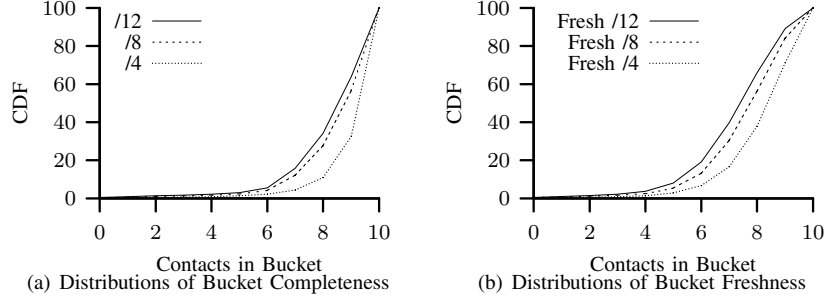 100
80
60
40
20
0
CDF
/12
/8
/4
0 2 4 6 8 10
Contacts in Bucket
(a) Distributions of Bucket Completeness
100
80
60
40
20
0
CDF
Fresh /12
Fresh /8
Fresh /4
0 2 4 6 8 10
Contacts in Bucket
(b) Distributions of Bucket Freshness